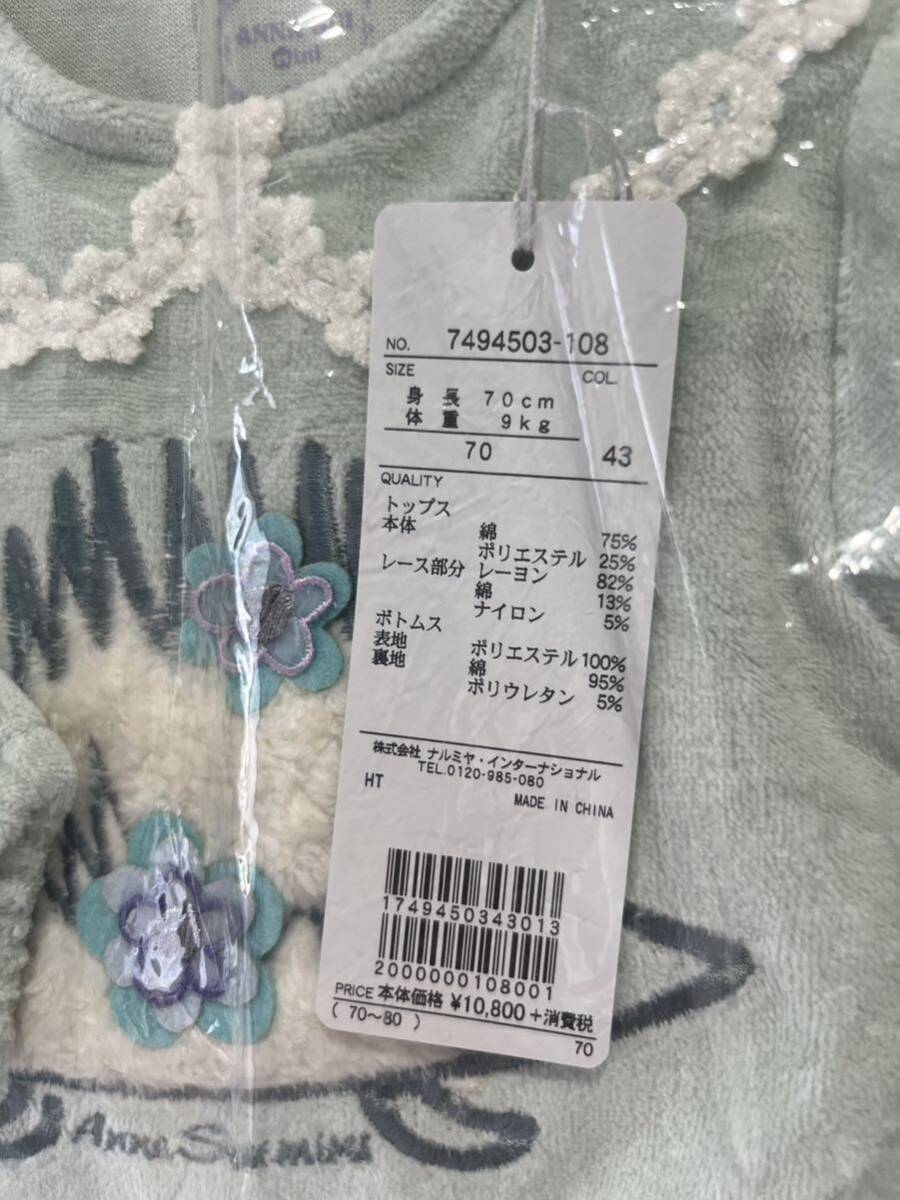 mini
NO. 7494503-108
SIZE COL.
身長 70cm
体重 9kg
70 43
QUALITY
トップス
本体 綿 75%
ポリエステル 25%
レース部分 レーヨン 82%
綿 13%
ナイロン 5%
ボトムス
表地 ポリエステル 100%
裏地 綿 95%
ポリウレタン 5%
株式会社 ナルミヤ・インターナショナル
TEL.0120-985-080
HT
MADE IN CHINA
1749450343013
2000000108001
PRICE 本体価格 ¥10,800+消費税
( 70~80 )
70
Anna Sui mini